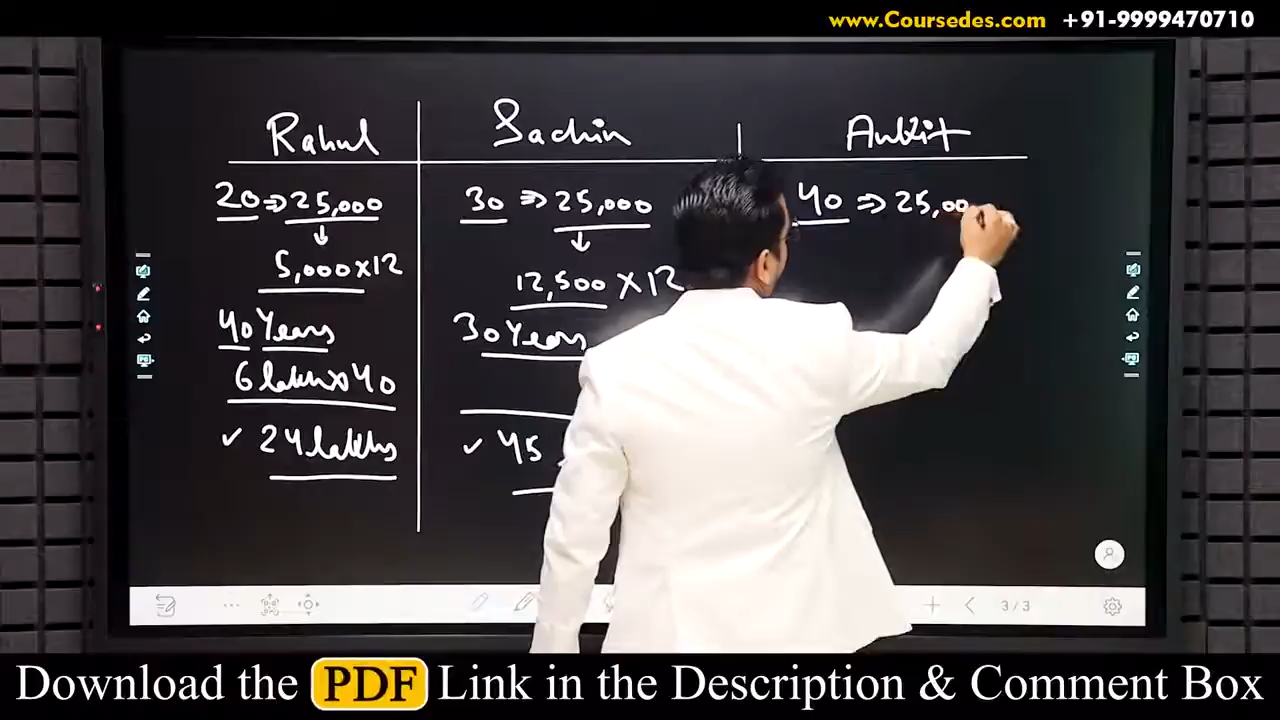 www.Coursedes.com +91-9999470710
Rahul Sachin Ankit
20 ⇒ 25,000 30 ⇒ 25,000 40 ⇒ 25,00
↓ ↓
5,000 x 12 12,500 x 12
40 Years 30 Years
6 lakhs x 40
✓ 24 lakhs ✓ 45
3 / 3
Download the PDF Link in the Description & Comment Box